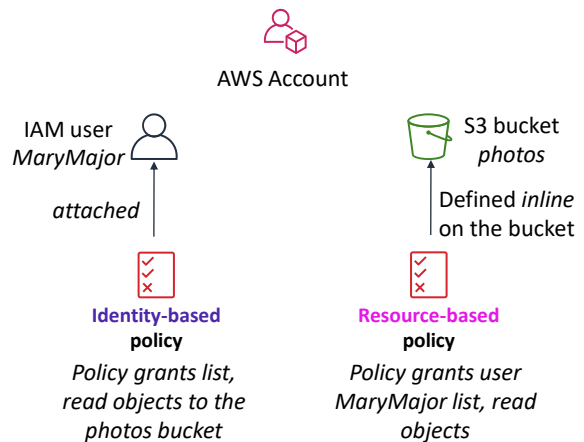 AWS Account
IAM user
MaryMajor
attached
Identity-based
policy
Policy grants list,
read objects to the
photos bucket
S3 bucket
photos
Defined inline
on the bucket
Resource-based
policy
Policy grants user
MaryMajor list, read
objects